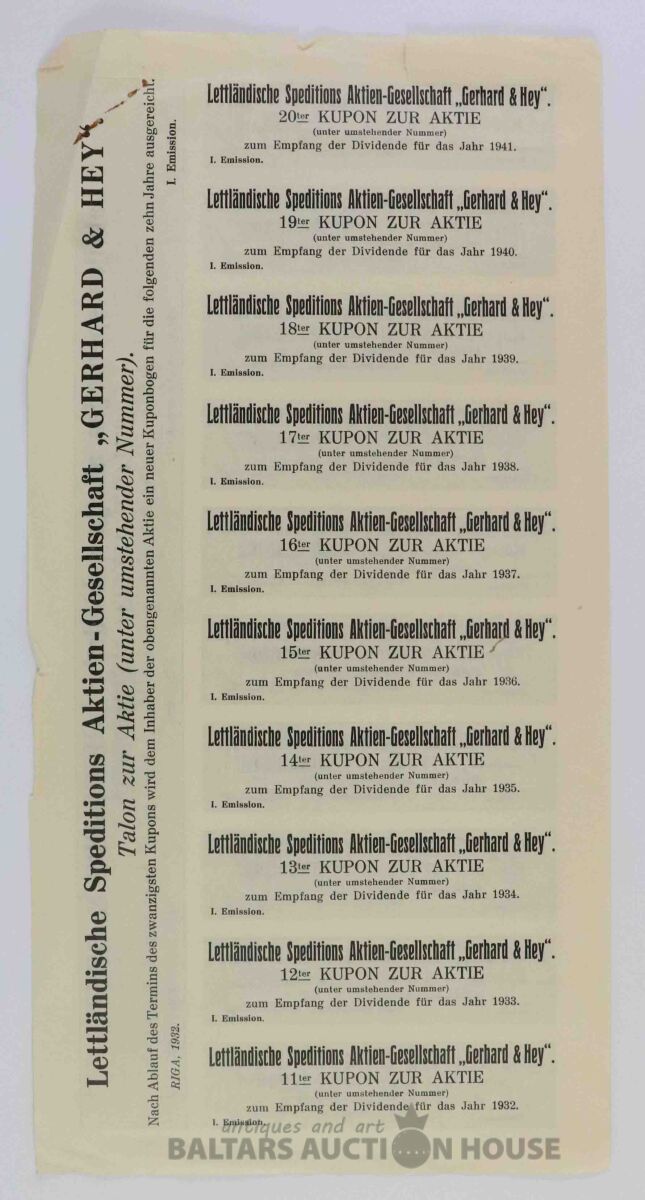 Lettländische Speditions Aktien-Gesellschaft „GERHARD & HEY“.
Talon zur Aktie (unter umstehender Nummer).
Nach Ablauf des Termins des zwanzigsten Kupons wird dem Inhaber der obengenannten Aktie ein neuer Kuponbogen für die folgenden zehn Jahre ausgereicht.
RIGA, 1932.
I. Emission.
Lettländische Speditions Aktien-Gesellschaft „Gerhard & Hey“.
20ter KUPON ZUR AKTIE
(unter umstehender Nummer)
zum Empfang der Dividende für das Jahr 1941.
I. Emission.
Lettländische Speditions Aktien-Gesellschaft „Gerhard & Hey“.
19ter KUPON ZUR AKTIE
(unter umstehender Nummer)
zum Empfang der Dividende für das Jahr 1940.
I. Emission.
Lettländische Speditions Aktien-Gesellschaft „Gerhard & Hey“.
18ter KUPON ZUR AKTIE
(unter umstehender Nummer)
zum Empfang der Dividende für das Jahr 1939.
I. Emission.
Lettländische Speditions Aktien-Gesellschaft „Gerhard & Hey“.
17ter KUPON ZUR AKTIE
(unter umstehender Nummer)
zum Empfang der Dividende für das Jahr 1938.
I. Emission.
Lettländische Speditions Aktien-Gesellschaft „Gerhard & Hey“.
16ter KUPON ZUR AKTIE
(unter umstehender Nummer)
zum Empfang der Dividende für das Jahr 1937.
I. Emission.
Lettländische Speditions Aktien-Gesellschaft „Gerhard & Hey“.
15ter KUPON ZUR AKTIE
(unter umstehender Nummer)
zum Empfang der Dividende für das Jahr 1936.
I. Emission.
Lettländische Speditions Aktien-Gesellschaft „Gerhard & Hey“.
14ter KUPON ZUR AKTIE
(unter umstehender Nummer)
zum Empfang der Dividende für das Jahr 1935.
I. Emission.
Lettländische Speditions Aktien-Gesellschaft „Gerhard & Hey“.
13ter KUPON ZUR AKTIE
(unter umstehender Nummer)
zum Empfang der Dividende für das Jahr 1934.
I. Emission.
Lettländische Speditions Aktien-Gesellschaft „Gerhard & Hey“.
12ter KUPON ZUR AKTIE
(unter umstehender Nummer)
zum Empfang der Dividende für das Jahr 1933.
I. Emission.
Lettländische Speditions Aktien-Gesellschaft „Gerhard & Hey“.
11ter KUPON ZUR AKTIE
(unter umstehender Nummer)
zum Empfang der Dividende für das Jahr 1932.
I. Emission.
antiques and art
BALTARS AUCTION HOUSE